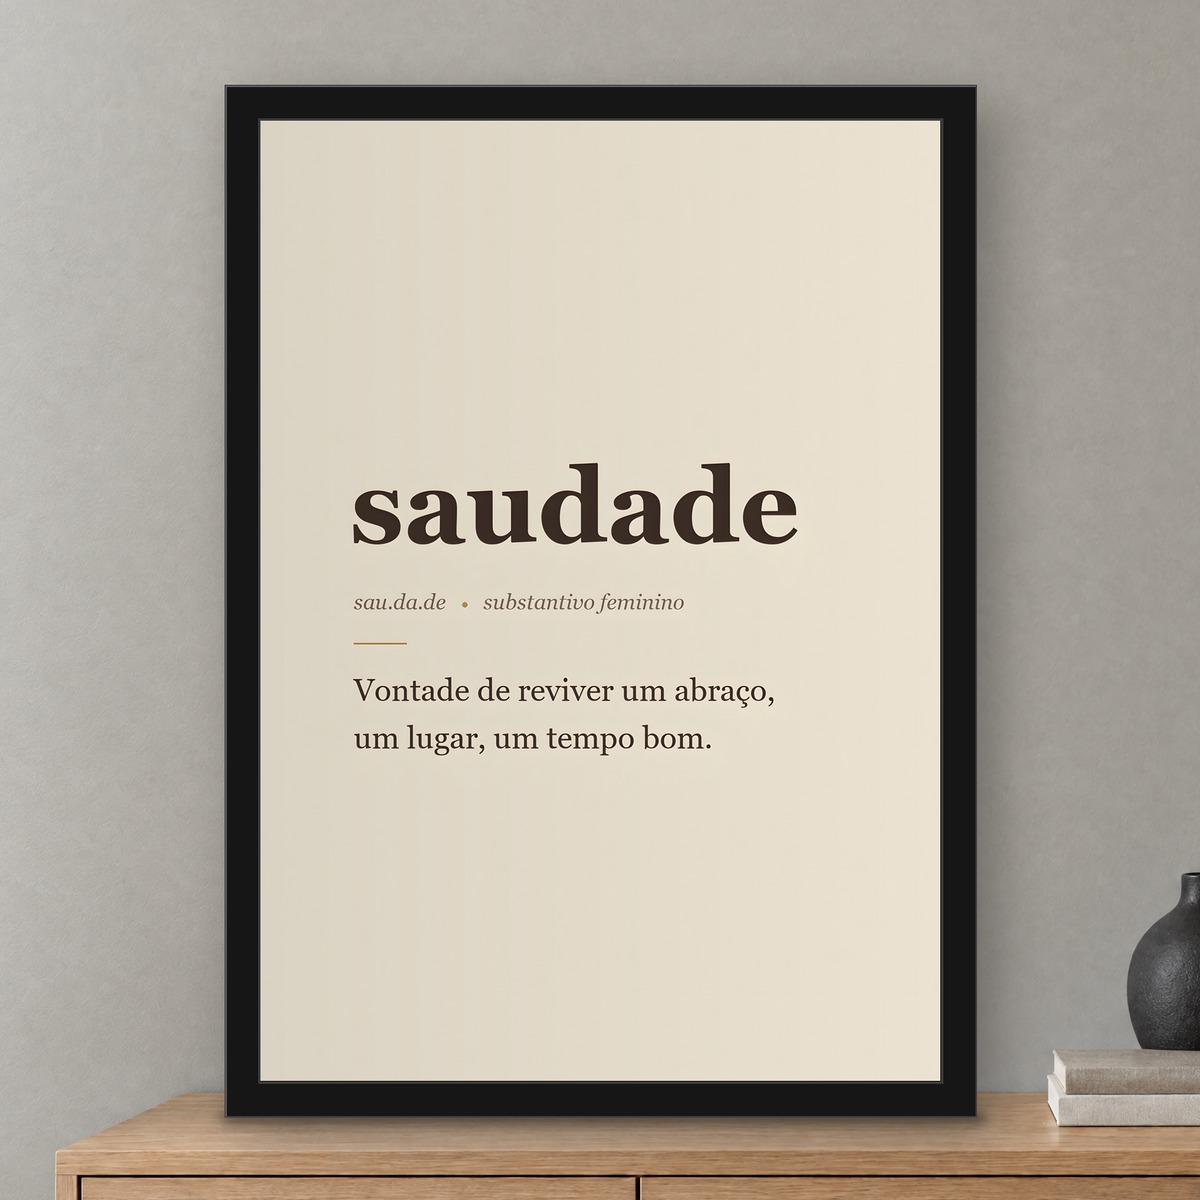 saudade
sau.da.de • substantivo feminino
Vontade de reviver um abraço,
um lugar, um tempo bom.